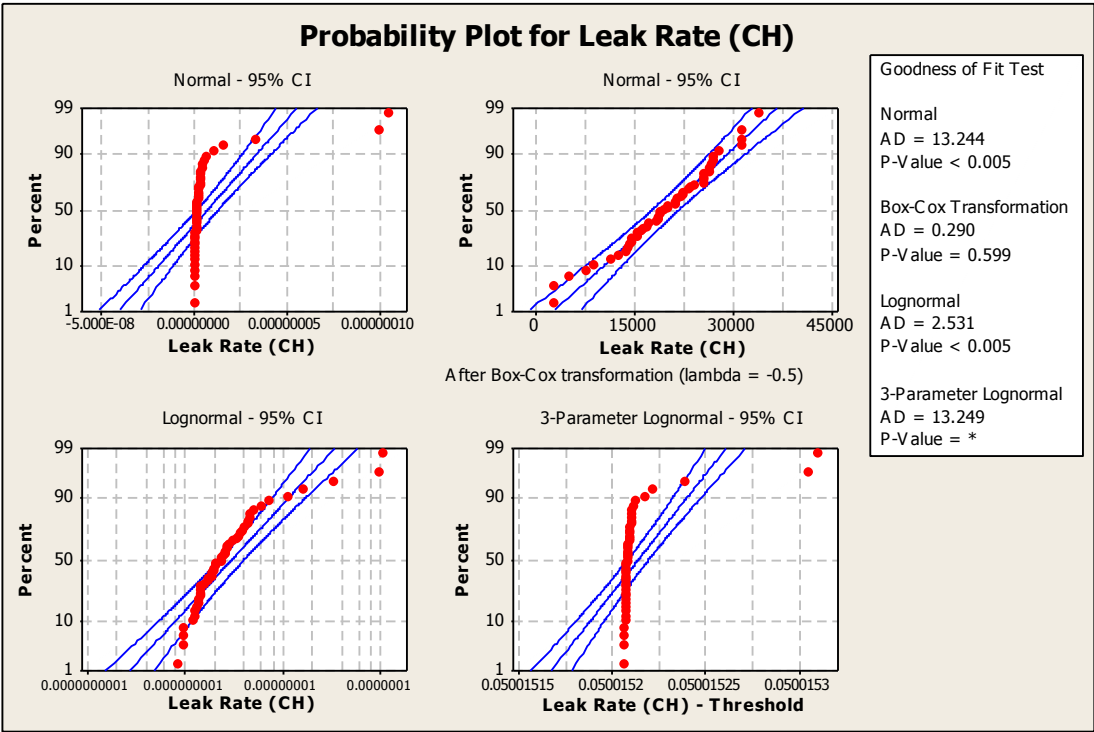 Probability Plot for Leak Rate (CH)
Normal - 95% CI
99
90
50
10
1
Percent
-5.000E-08
0.00000000
0.00000005
0.00000010
Leak Rate (CH)
Normal - 95% CI
99
90
50
10
1
Percent
0
15000
30000
45000
Leak Rate (CH)
After Box-Cox transformation (lambda = -0.5)
Lognormal - 95% CI
99
90
50
10
1
Percent
0.0000000001
0.000000001
0.00000001
0.0000001
Leak Rate (CH)
3-Parameter Lognormal - 95% CI
99
90
50
10
1
Percent
0.05001515
0.0500152
0.05001525
0.0500153
Leak Rate (CH) - Threshold
Goodness of Fit Test
Normal
AD = 13.244
P-Value < 0.005
Box-Cox Transformation
AD = 0.290
P-Value = 0.599
Lognormal
AD = 2.531
P-Value < 0.005
3-Parameter Lognormal
AD = 13.249
P-Value = *